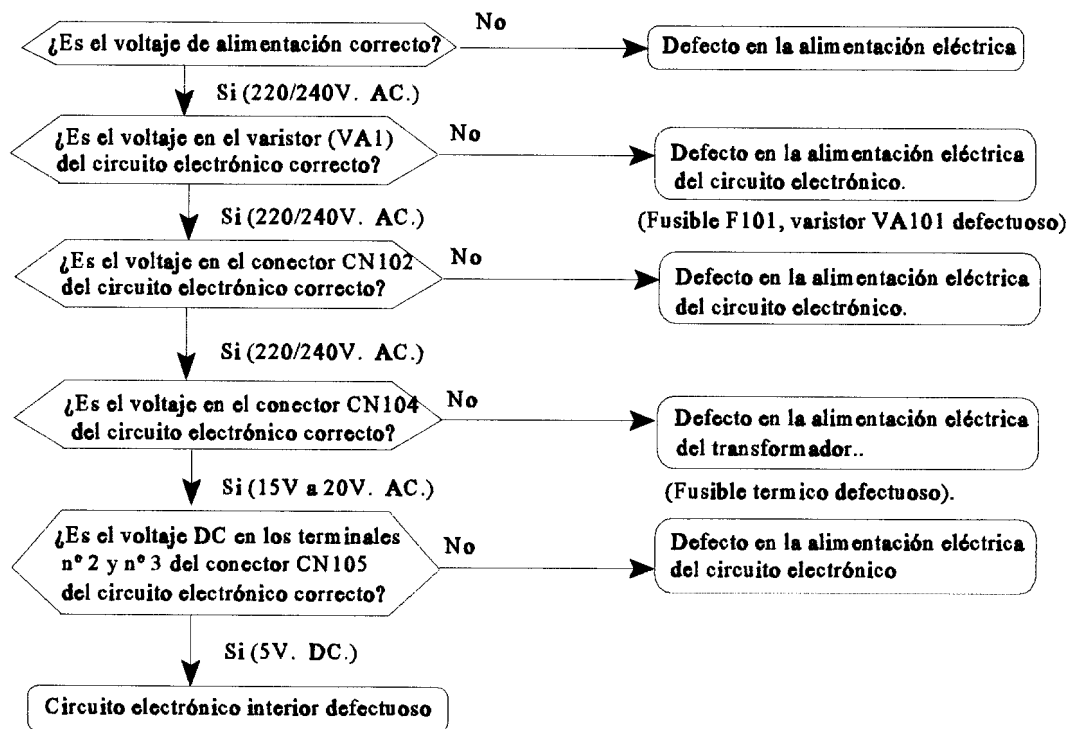 ¿Es el voltaje de alimentación correcto?
No
Defecto en la alimentación eléctrica
Si (220/240V. AC.)
¿Es el voltaje en el varistor (VA1)
del circuito electrónico correcto?
No
Defecto en la alimentación eléctrica
del circuito electrónico.
(Fusible F101, varistor VA101 defectuoso)
Si (220/240V. AC.)
¿Es el voltaje en el conector CN102
del circuito electrónico correcto?
No
Defecto en la alimentación eléctrica
del circuito electrónico.
Si (220/240V. AC.)
¿Es el voltaje en el conector CN104
del circuito electrónico correcto?
No
Defecto en la alimentación eléctrica
del transformador..
(Fusible termico defectuoso).
Si (15V a 20V. AC.)
¿Es el voltaje DC en los terminales
nº 2 y nº 3 del conector CN105
del circuito electrónico correcto?
No
Defecto en la alimentación eléctrica
del circuito electrónico
Si (5V. DC.)
Circuito electrónico interior defectuoso